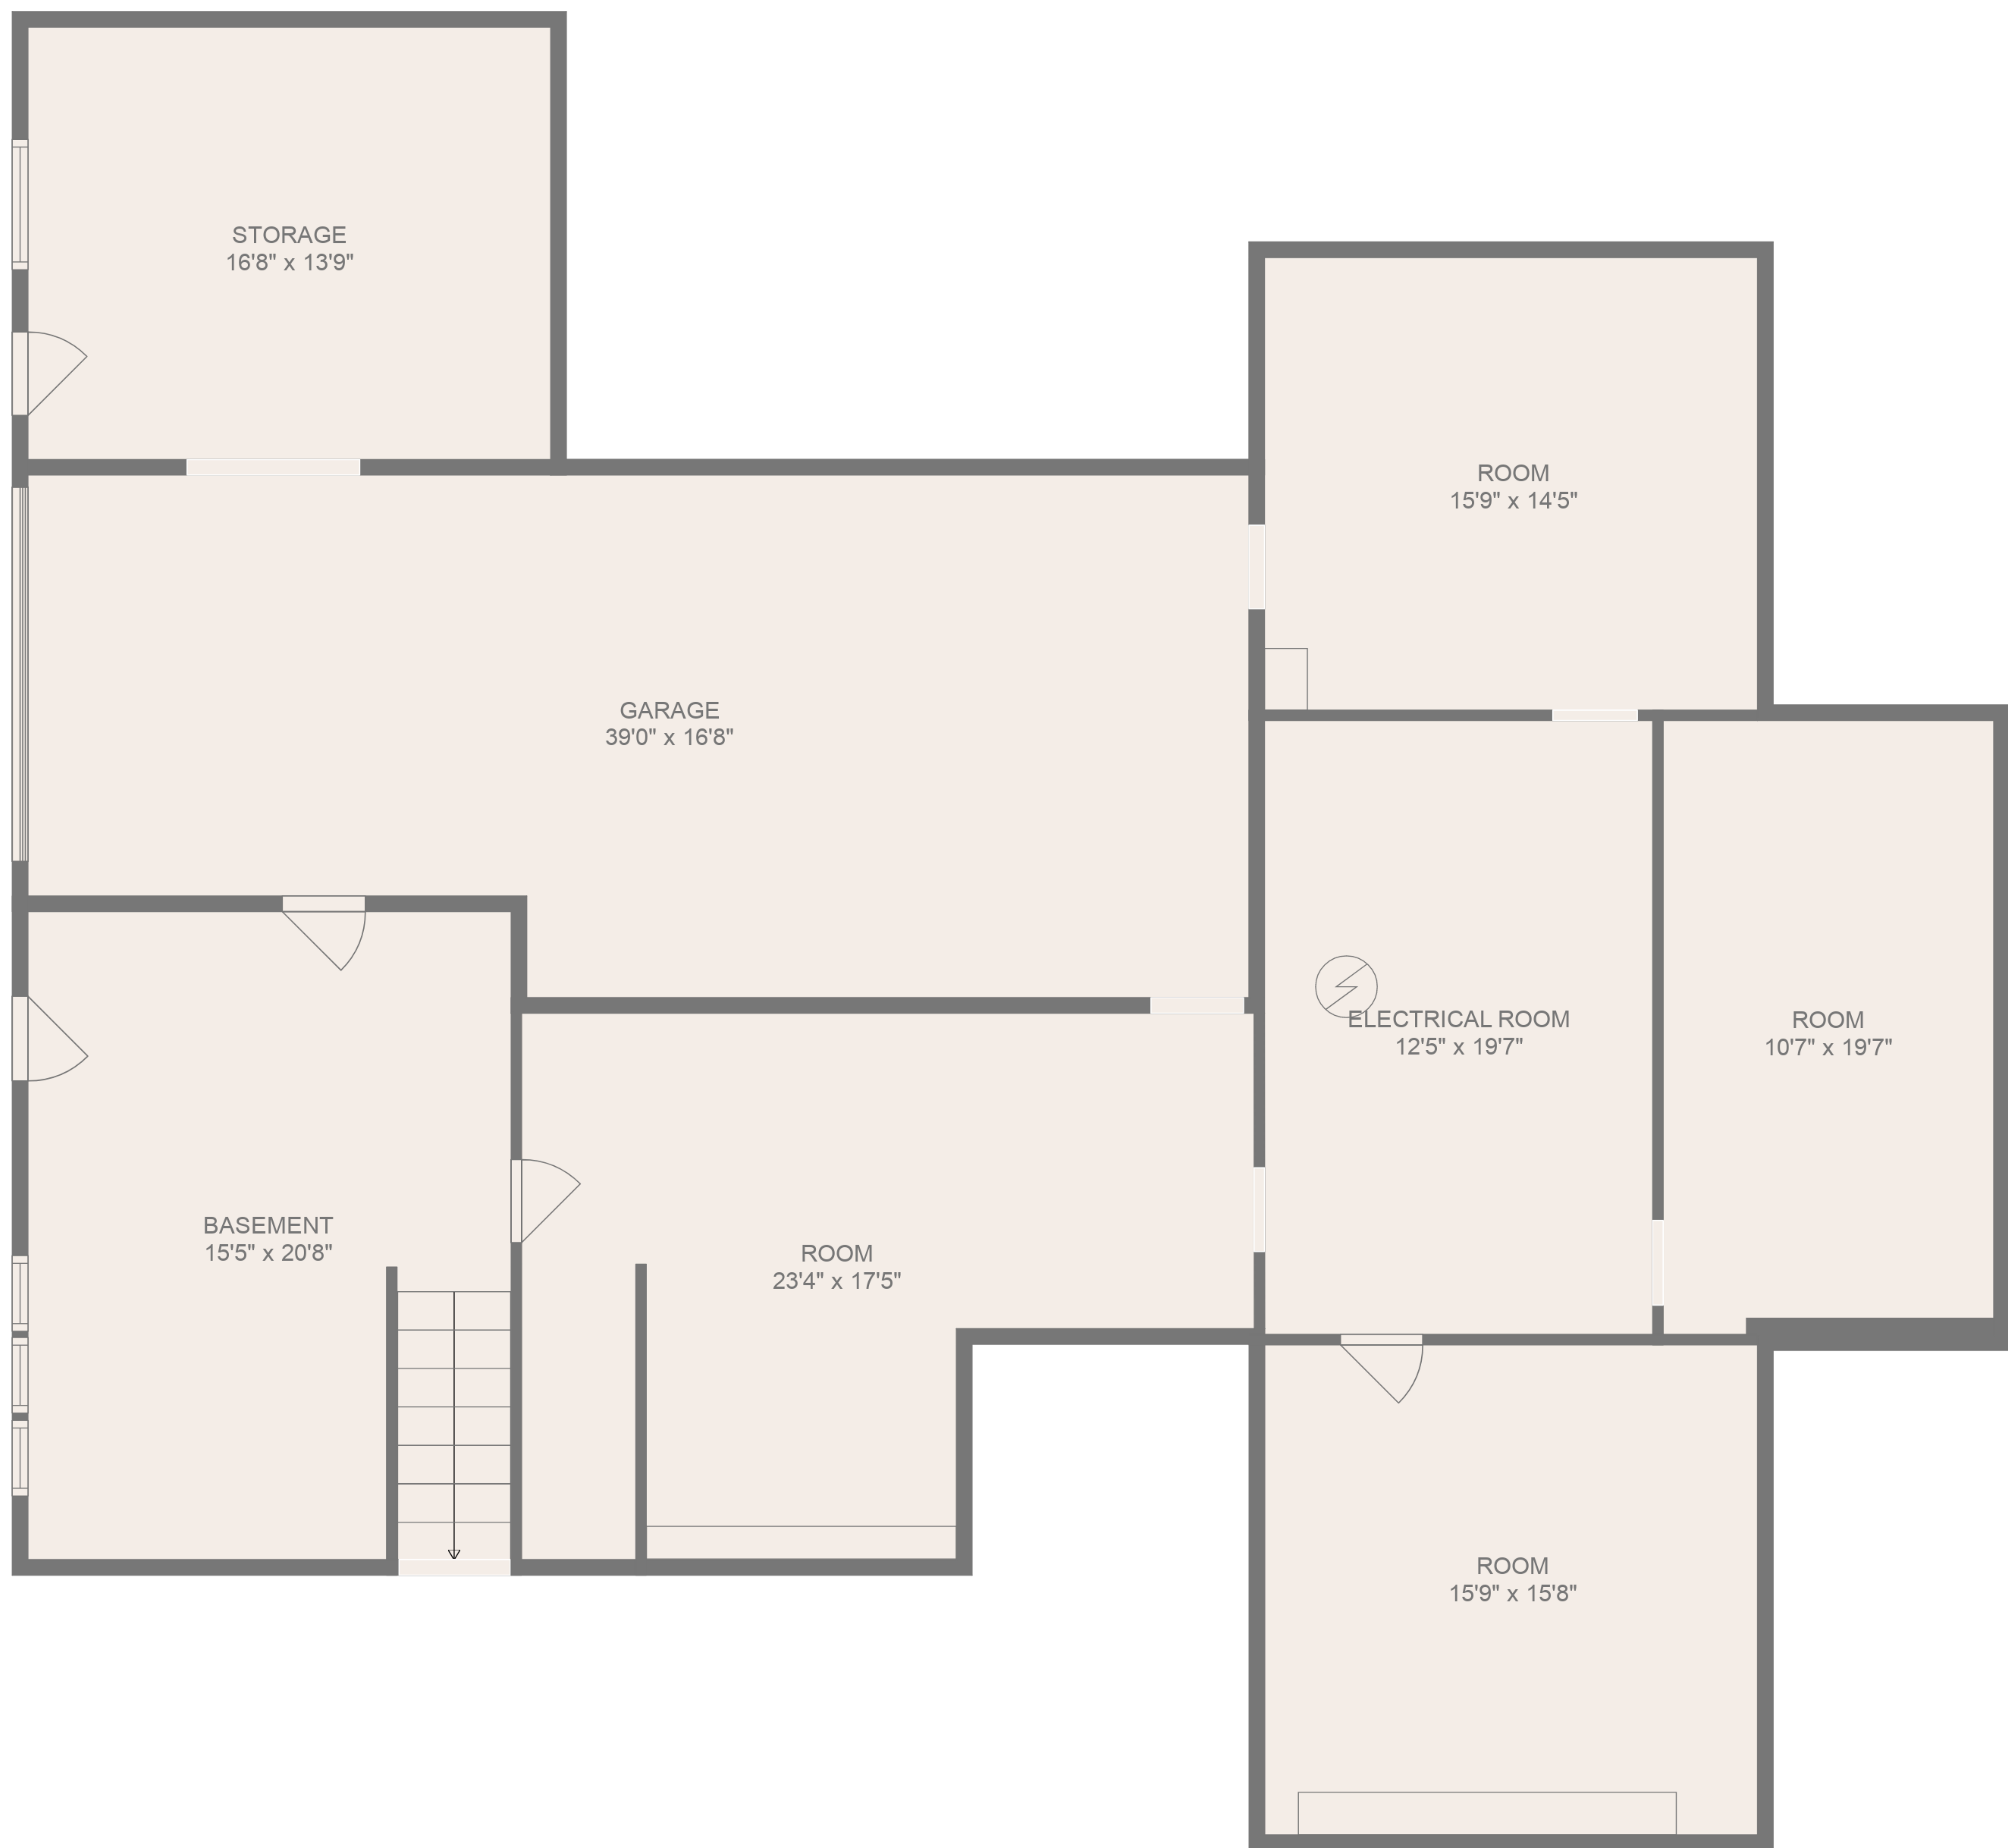 STORAGE
16'8" x 13'9"
ROOM
15'9" x 14'5"
GARAGE
39'0" x 16'8"
ELECTRICAL ROOM
12'5" x 19'7"
ROOM
10'7" x 19'7"
BASEMENT
15'5" x 20'8"
ROOM
23'4" x 17'5"
ROOM
15'9" x 15'8"